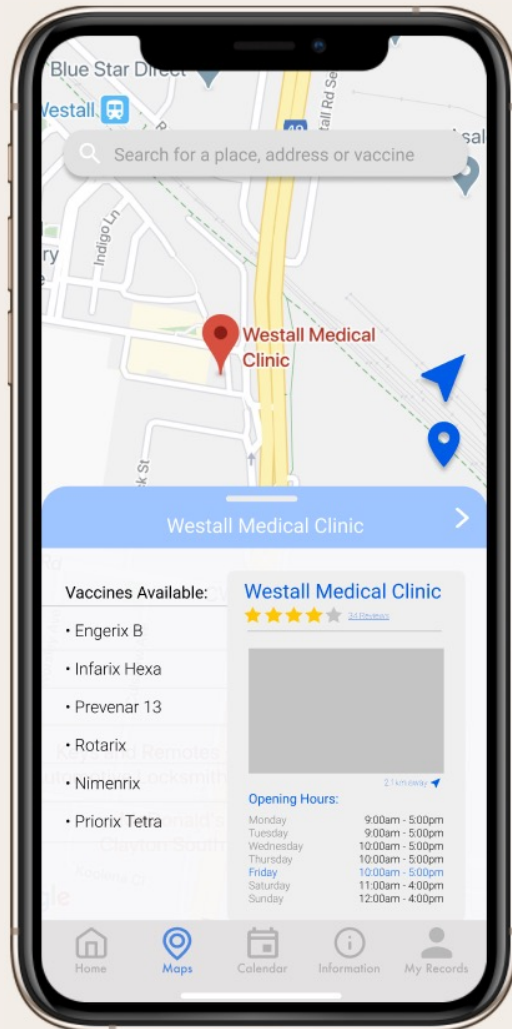 Blue Star Direct
Westall
Search for a place, address or vaccine
Indigo Ln
Westall Medical
Clinic
Westall Medical Clinic
Vaccines Available:
• Engerix B
• Infarix Hexa
• Prevenar 13
• Rotarix
• Nimenrix
• Priorix Tetra
Westall Medical Clinic
34 Reviews
2.1km away
Opening Hours:
Monday 9:00am - 5:00pm
Tuesday 9:00am - 5:00pm
Wednesday 10:00am - 5:00pm
Thursday 10:00am - 5:00pm
Friday 10:00am - 5:00pm
Saturday 11:00am - 4:00pm
Sunday 12:00am - 4:00pm
Home
Maps
Calendar
Information
My Records